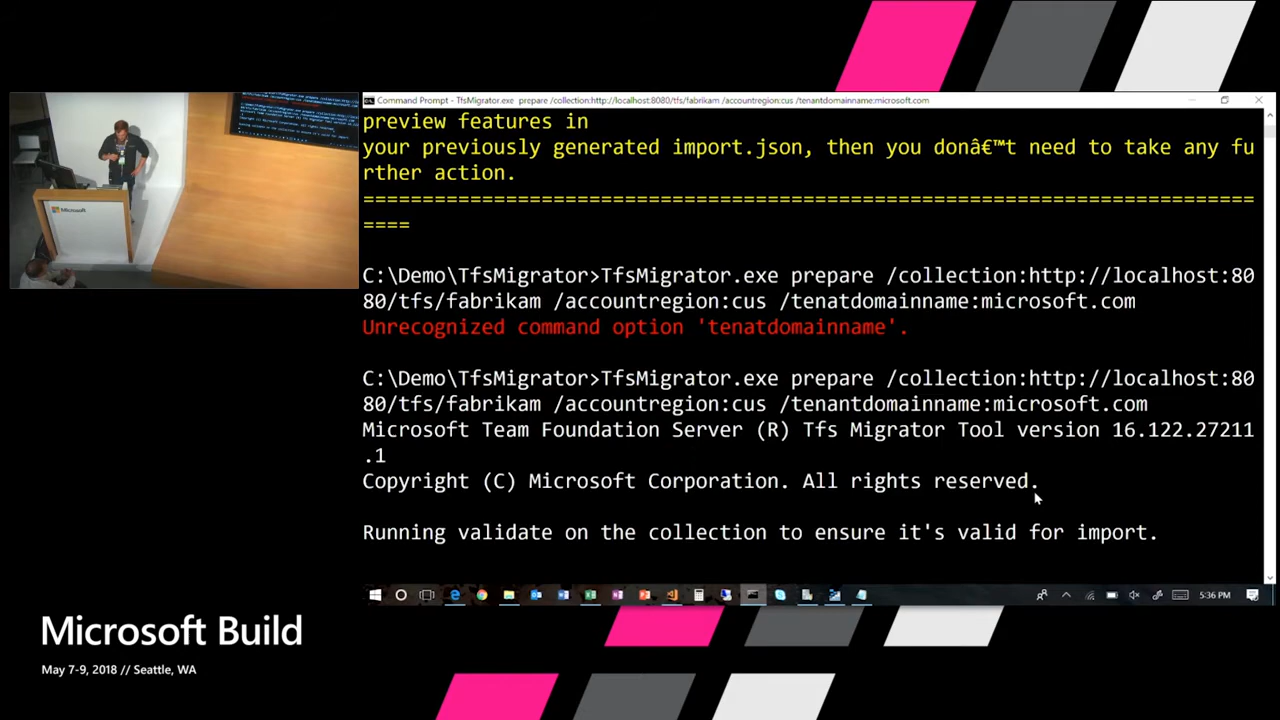 Command Prompt - TfsMigrator.exe prepare /collection:http://localhost:8080/tfs/fabrikam /accountregion:cus /tenantdomainname:microsoft.com
preview features in
your previously generated import.json, then you donâ€™t need to take any fu
rther action.
===========================================================================
====
C:\Demo\TfsMigrator>TfsMigrator.exe prepare /collection:http://localhost:80
80/tfs/fabrikam /accountregion:cus /tenatdomainname:microsoft.com
Unrecognized command option 'tenatdomainname'.
C:\Demo\TfsMigrator>TfsMigrator.exe prepare /collection:http://localhost:80
80/tfs/fabrikam /accountregion:cus /tenantdomainname:microsoft.com
Microsoft Team Foundation Server (R) Tfs Migrator Tool version 16.122.27211
.1
Copyright (C) Microsoft Corporation. All rights reserved.
Running validate on the collection to ensure it's valid for import.
5:36 PM
Microsoft
Microsoft Build
May 7-9, 2018 // Seattle, WA